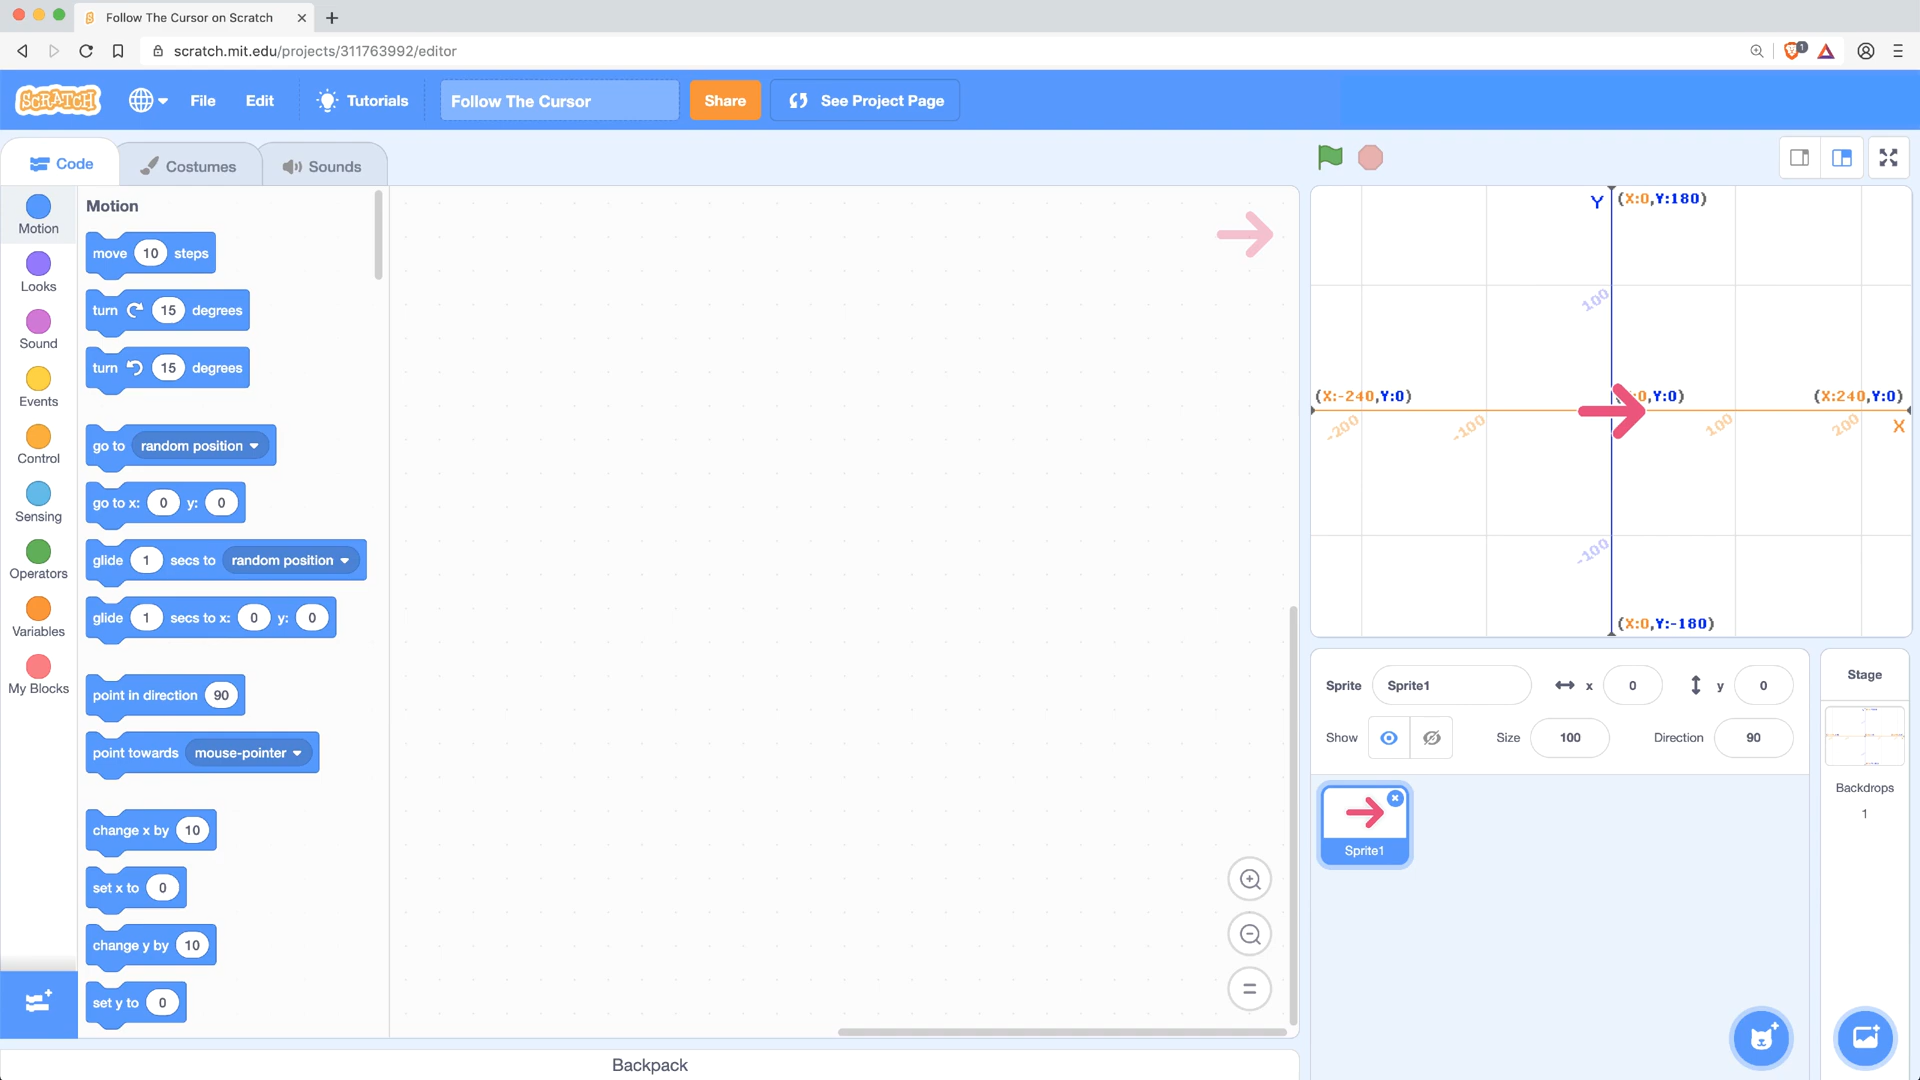 Follow The Cursor on Scratch
scratch.mit.edu/projects/311763992/editor
1
SCRATCH
File
Edit
Tutorials
Follow The Cursor
Share
See Project Page
Code
Costumes
Sounds
Motion
Looks
Sound
Events
Control
Sensing
Operators
Variables
My Blocks
Motion
move 10 steps
turn 15 degrees
turn 15 degrees
go to random position
go to x: 0 y: 0
glide 1 secs to random position
glide 1 secs to x: 0 y: 0
point in direction 90
point towards mouse-pointer
change x by 10
set x to 0
change y by 10
set y to 0
Backpack
Y (X:0,Y:180)
100
(X:-240,Y:0)
:0,Y:0)
(X:240,Y:0)
-200
-100
100
200
X
-100
(X:0,Y:-180)
Sprite Sprite1 x 0 y 0
Show Size 100 Direction 90
Sprite1
Stage
Backdrops
1